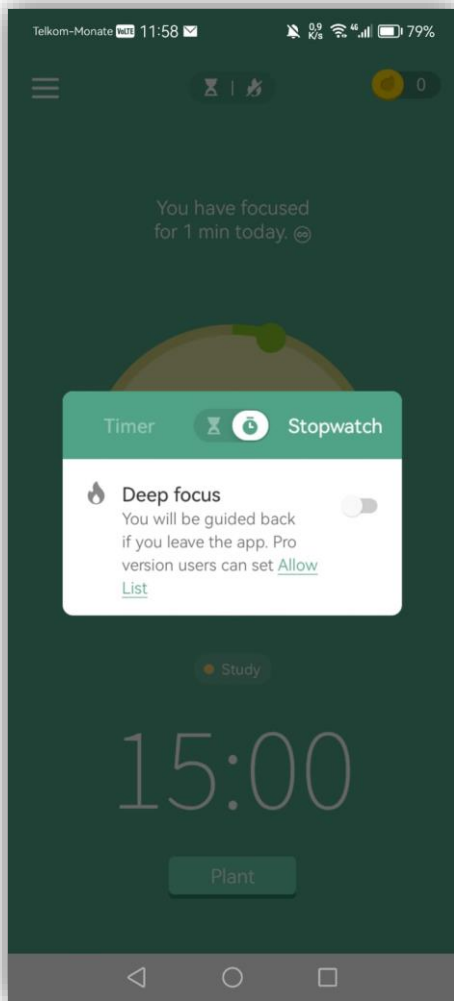 Telkom-Monate VoLTE 11:58 0,9 K/s 4G 79%
0
You have focused
for 1 min today.
Timer Stopwatch
Deep focus
You will be guided back
if you leave the app. Pro
version users can set Allow
List
Study
15:00
Plant